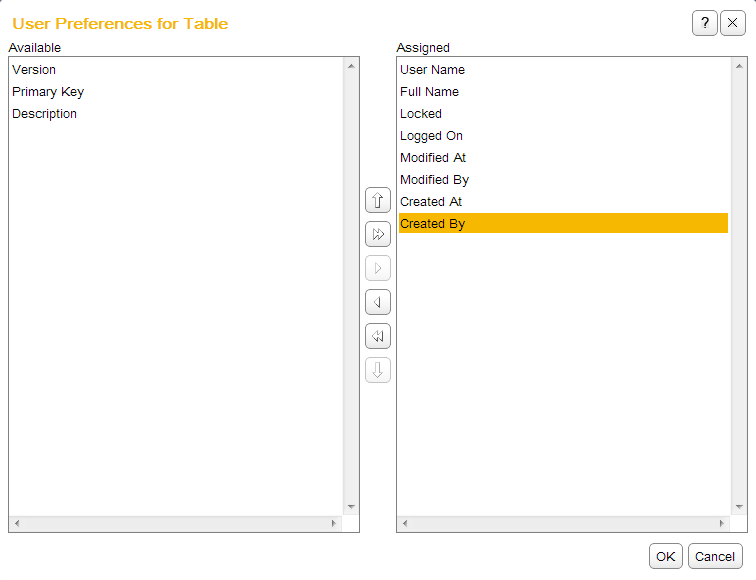 User Preferences for Table
?
Available
Version
Primary Key
Description
Assigned
User Name
Full Name
Locked
Logged On
Modified At
Modified By
Created At
Created By
OK
Cancel